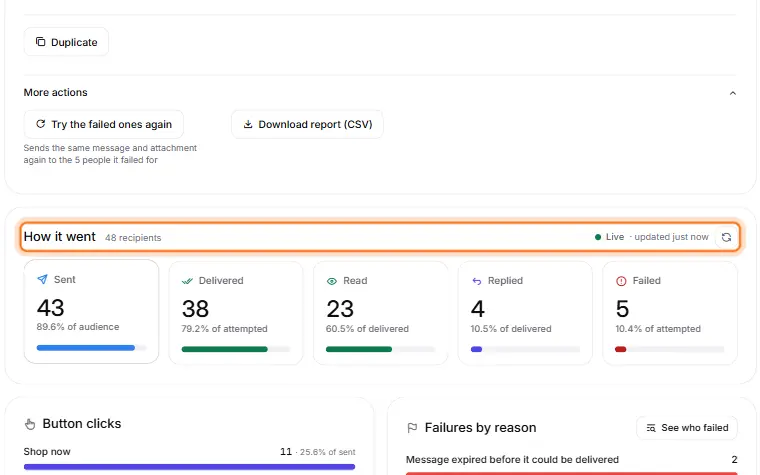 Duplicate
More actions
Try the failed ones again
Download report (CSV)
Sends the same message and attachment
again to the 5 people it failed for
How it went 48 recipients
Live · updated just now
Sent
43
89.6% of audience
Delivered
38
79.2% of attempted
Read
23
60.5% of delivered
Replied
4
10.5% of delivered
Failed
5
10.4% of attempted
Button clicks
Shop now 11 · 25.6% of sent
Failures by reason
See who failed
Message expired before it could be delivered 2